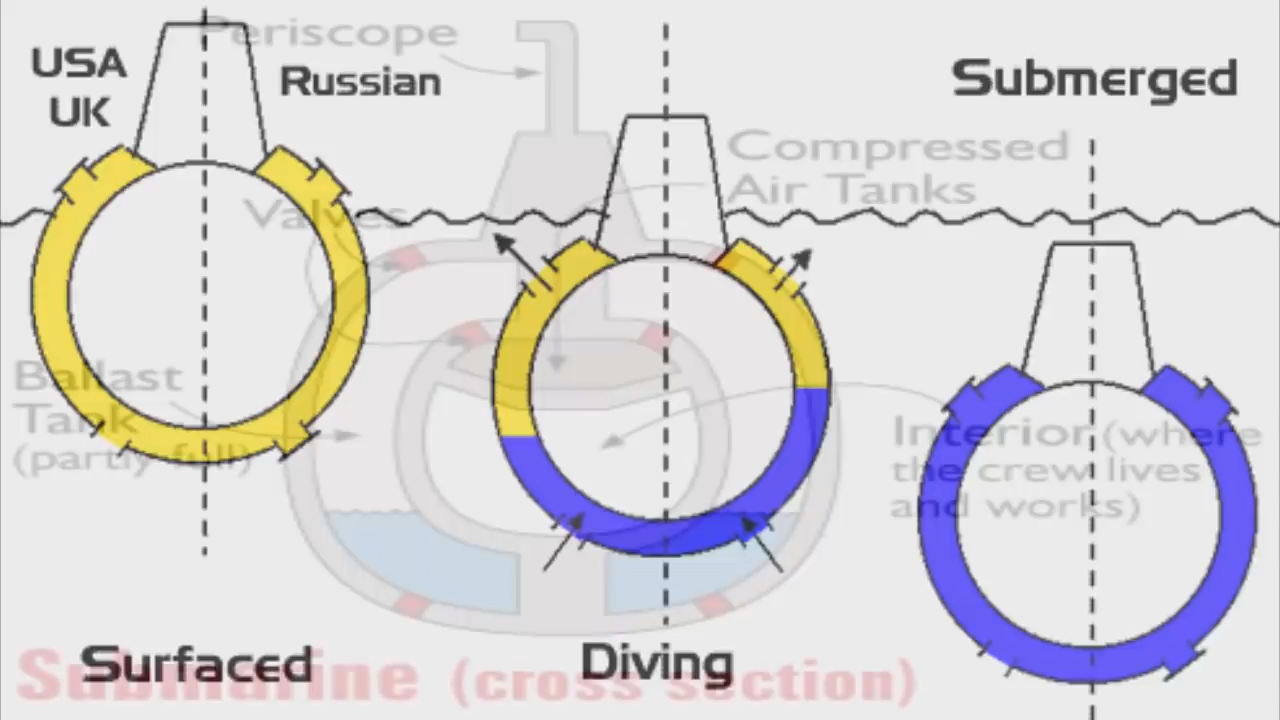 Periscope
USA
UK
Russian
Submerged
Compressed
Air Tanks
Valves
Ballast
Tank
(partly full)
Interior (where
the crew lives
and works)
Surfaced
Diving
Submarine (cross section)